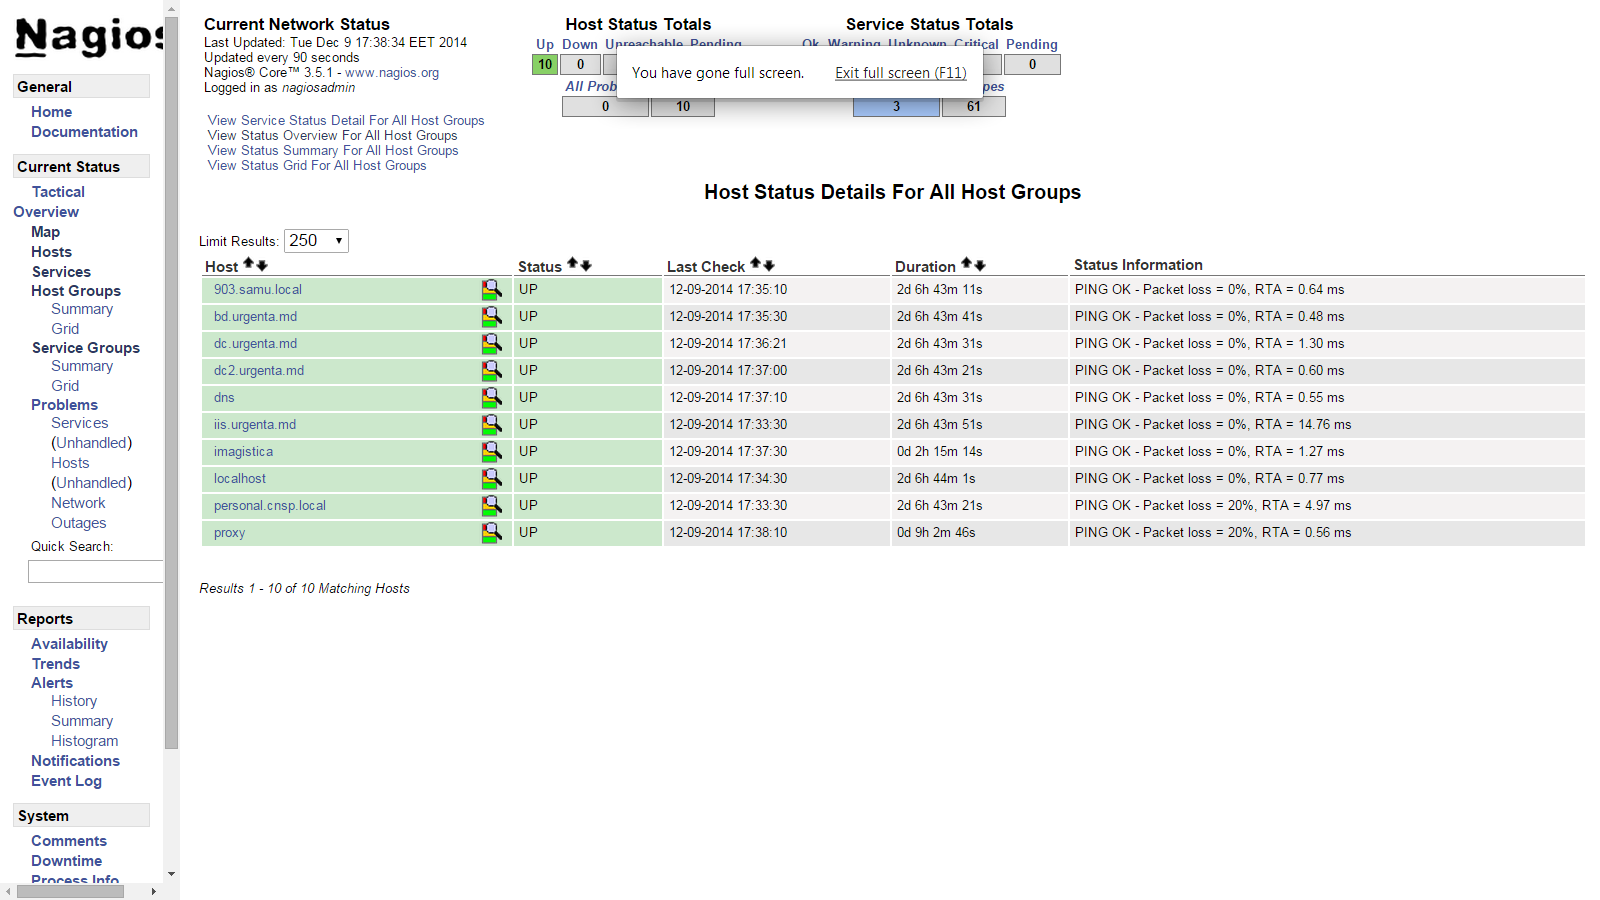 Nagios
General
Home
Documentation
Current Status
Tactical
Overview
Map
Hosts
Services
Host Groups
Summary
Grid
Service Groups
Summary
Grid
Problems
Services
(Unhandled)
Hosts
(Unhandled)
Network
Outages
Quick Search:
Reports
Availability
Trends
Alerts
History
Summary
Histogram
Notifications
Event Log
System
Comments
Downtime
Process Info
Current Network Status
Last Updated: Tue Dec 9 17:38:34 EET 2014
Updated every 90 seconds
Nagios® Core™ 3.5.1 - www.nagios.org
Logged in as nagiosadmin
View Service Status Detail For All Host Groups
View Status Overview For All Host Groups
View Status Summary For All Host Groups
View Status Grid For All Host Groups
Host Status Totals
Up Down Unreachable Pending
10 0
All Prob
0 10
Service Status Totals
Ok Warning Unknown Critical Pending
0
pes
3 61
You have gone full screen. Exit full screen (F11)
Host Status Details For All Host Groups
Limit Results: 250
Host Status Last Check Duration Status Information
903.samu.local UP 12-09-2014 17:35:10 2d 6h 43m 11s PING OK - Packet loss = 0%, RTA = 0.64 ms
bd.urgenta.md UP 12-09-2014 17:35:30 2d 6h 43m 41s PING OK - Packet loss = 0%, RTA = 0.48 ms
dc.urgenta.md UP 12-09-2014 17:36:21 2d 6h 43m 31s PING OK - Packet loss = 0%, RTA = 1.30 ms
dc2.urgenta.md UP 12-09-2014 17:37:00 2d 6h 43m 21s PING OK - Packet loss = 0%, RTA = 0.60 ms
dns UP 12-09-2014 17:37:10 2d 6h 43m 31s PING OK - Packet loss = 0%, RTA = 0.55 ms
iis.urgenta.md UP 12-09-2014 17:33:30 2d 6h 43m 51s PING OK - Packet loss = 0%, RTA = 14.76 ms
imagistica UP 12-09-2014 17:37:30 0d 2h 15m 14s PING OK - Packet loss = 0%, RTA = 1.27 ms
localhost UP 12-09-2014 17:34:30 2d 6h 44m 1s PING OK - Packet loss = 0%, RTA = 0.77 ms
personal.cnsp.local UP 12-09-2014 17:33:30 2d 6h 43m 21s PING OK - Packet loss = 20%, RTA = 4.97 ms
proxy UP 12-09-2014 17:38:10 0d 9h 2m 46s PING OK - Packet loss = 20%, RTA = 0.56 ms
Results 1 - 10 of 10 Matching Hosts